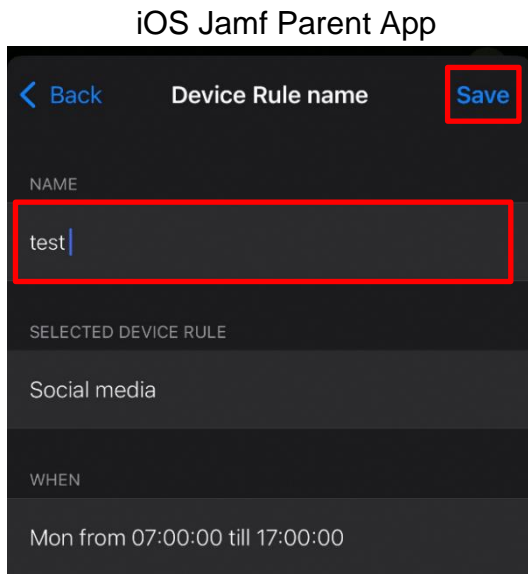 iOS Jamf Parent App
Back Device Rule name Save
NAME
test
SELECTED DEVICE RULE
Social media
WHEN
Mon from 07:00:00 till 17:00:00